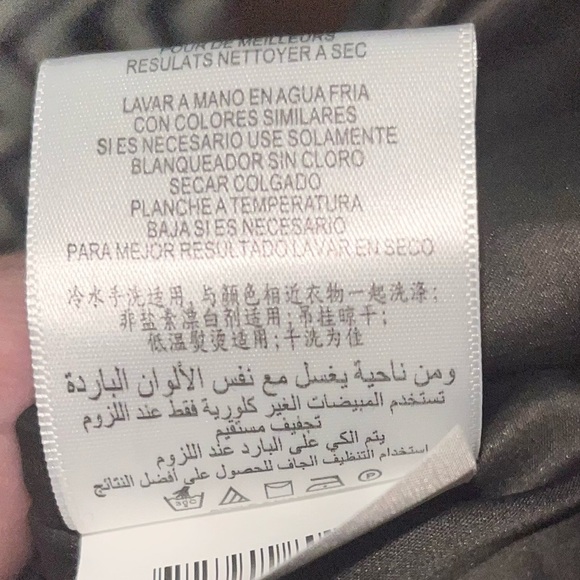 POUR DE MEILLEURS
RESULATS NETTOYER A SEC
LAVAR A MANO EN AGUA FRIA
CON COLORES SIMILARES
SI ES NECESARIO USE SOLAMENTE
BLANQUEADOR SIN CLORO
SECAR COLGADO
PLANCHE A TEMPERATURA
BAJA SI ES NECESARIO
PARA MEJOR RESULTADO LAVAR EN SECO
冷水手洗适用,与颜色相近衣物一起洗涤;
非盐素漂白剂适用;吊挂晾干;
低温熨烫适用;干洗为佳
ومن ناحية يغسل مع نفس الألوان الباردة
تستخدم المبيضات الغير كلورية فقط عند اللزوم
تجفيف مستقيم
يتم الكي على البارد عند اللزوم
استخدام التنظيف الجاف للحصول على أفضل النتائج